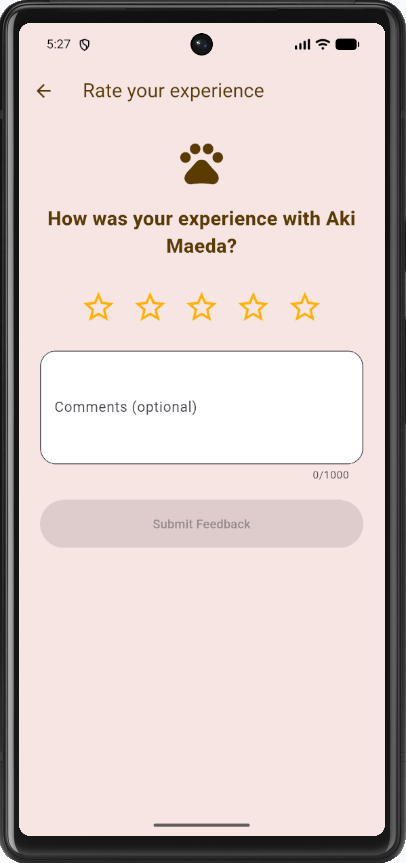 5:27
Rate your experience
How was your experience with Aki
Maeda?
Comments (optional)
0/1000
Submit Feedback